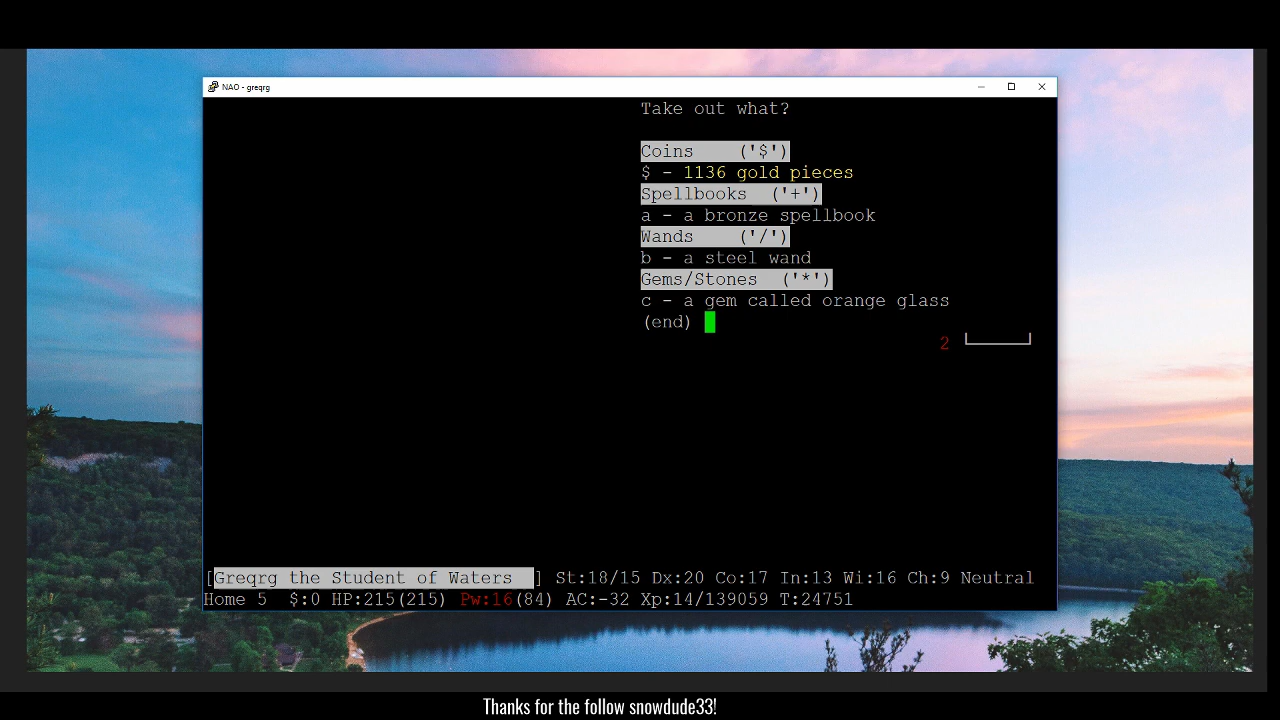 NAO - greqrg
Take out what?
Coins ('$')
$ - 1136 gold pieces
Spellbooks ('+')
a - a bronze spellbook
Wands ('/')
b - a steel wand
Gems/Stones ('*')
c - a gem called orange glass
(end)
2
[Greqrg the Student of Waters ] St:18/15 Dx:20 Co:17 In:13 Wi:16 Ch:9 Neutral
Home 5 $:0 HP:215(215) Pw:16(84) AC:-32 Xp:14/139059 T:24751
Thanks for the follow snowdude33!